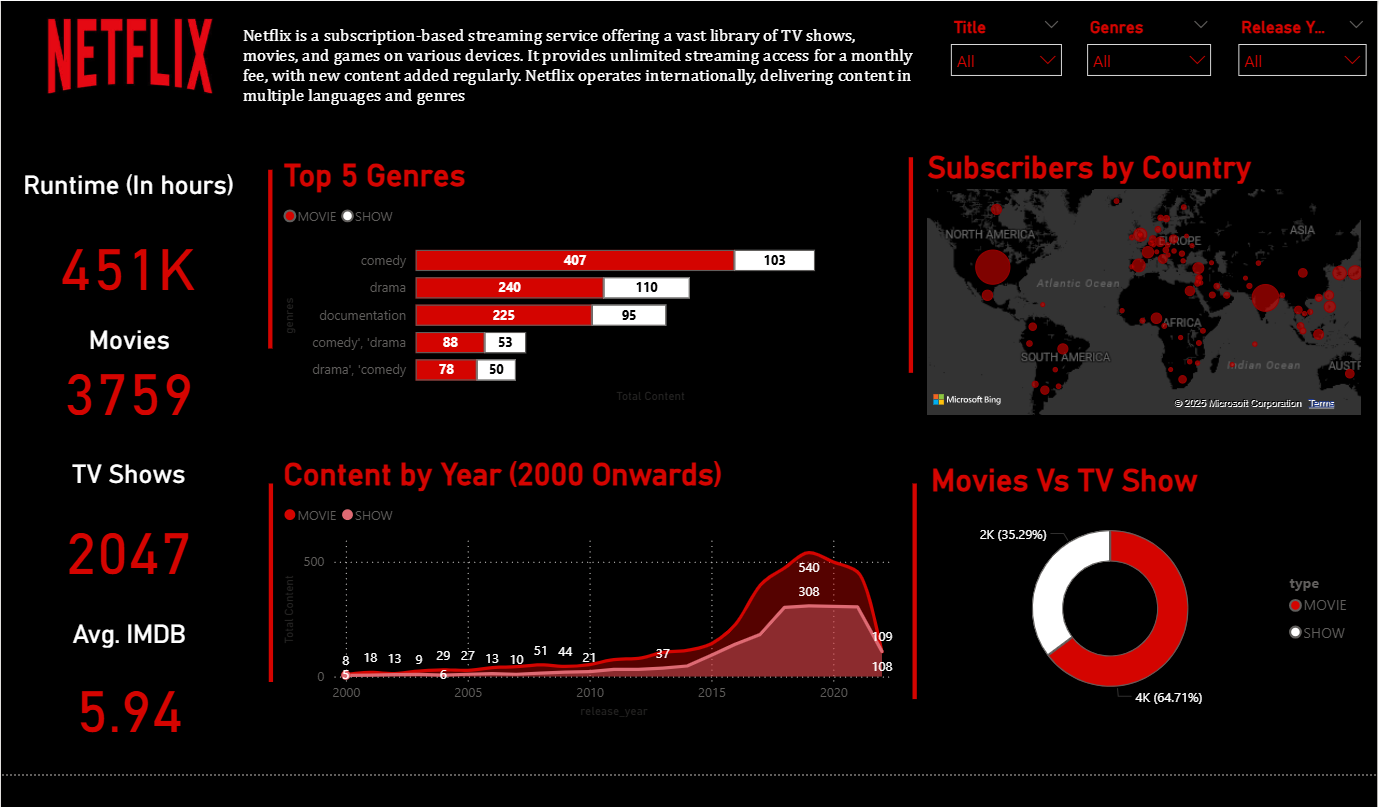 NETFLIX
Netflix is a subscription-based streaming service offering a vast library of TV shows,
movies, and games on various devices. It provides unlimited streaming access for a monthly
fee, with new content added regularly. Netflix operates internationally, delivering content in
multiple languages and genres
Title
All
Genres
All
Release Y...
All
Runtime (In hours)
451K
Movies
3759
TV Shows
2047
Avg. IMDB
5.94
Top 5 Genres
MOVIE SHOW
genres
comedy 407 103
drama 240 110
documentation 225 95
comedy', 'drama 88 53
drama', 'comedy 78 50
Total Content
Subscribers by Country
NORTH AMERICA
EUROPE
ASIA
Atlantic Ocean
AFRICA
SOUTH AMERICA
Indian Ocean
AUSTR
Microsoft Bing
© 2025 Microsoft Corporation Terms
Content by Year (2000 Onwards)
MOVIE SHOW
Total Content
500
0
540
308
109
108
8 18 13 9 29 27 13 10 51 44 21 37
5 6
2000 2005 2010 2015 2020
release_year
Movies Vs TV Show
2K (35.29%)
4K (64.71%)
type
MOVIE
SHOW